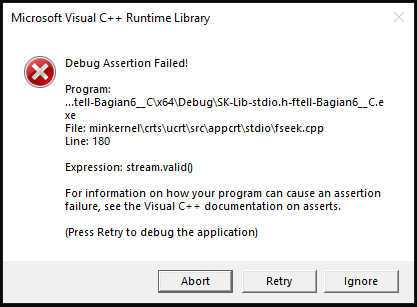 Microsoft Visual C++ Runtime Library
Debug Assertion Failed!
Program:
...tell-Bagian6__C\x64\Debug\SK-Lib-stdio.h-ftell-Bagian6__C.e
xe
File: minkernel\crts\ucrt\src\appcrt\stdio\fseek.cpp
Line: 180
Expression: stream.valid()
For information on how your program can cause an assertion
failure, see the Visual C++ documentation on asserts.
(Press Retry to debug the application)
Abort
Retry
Ignore